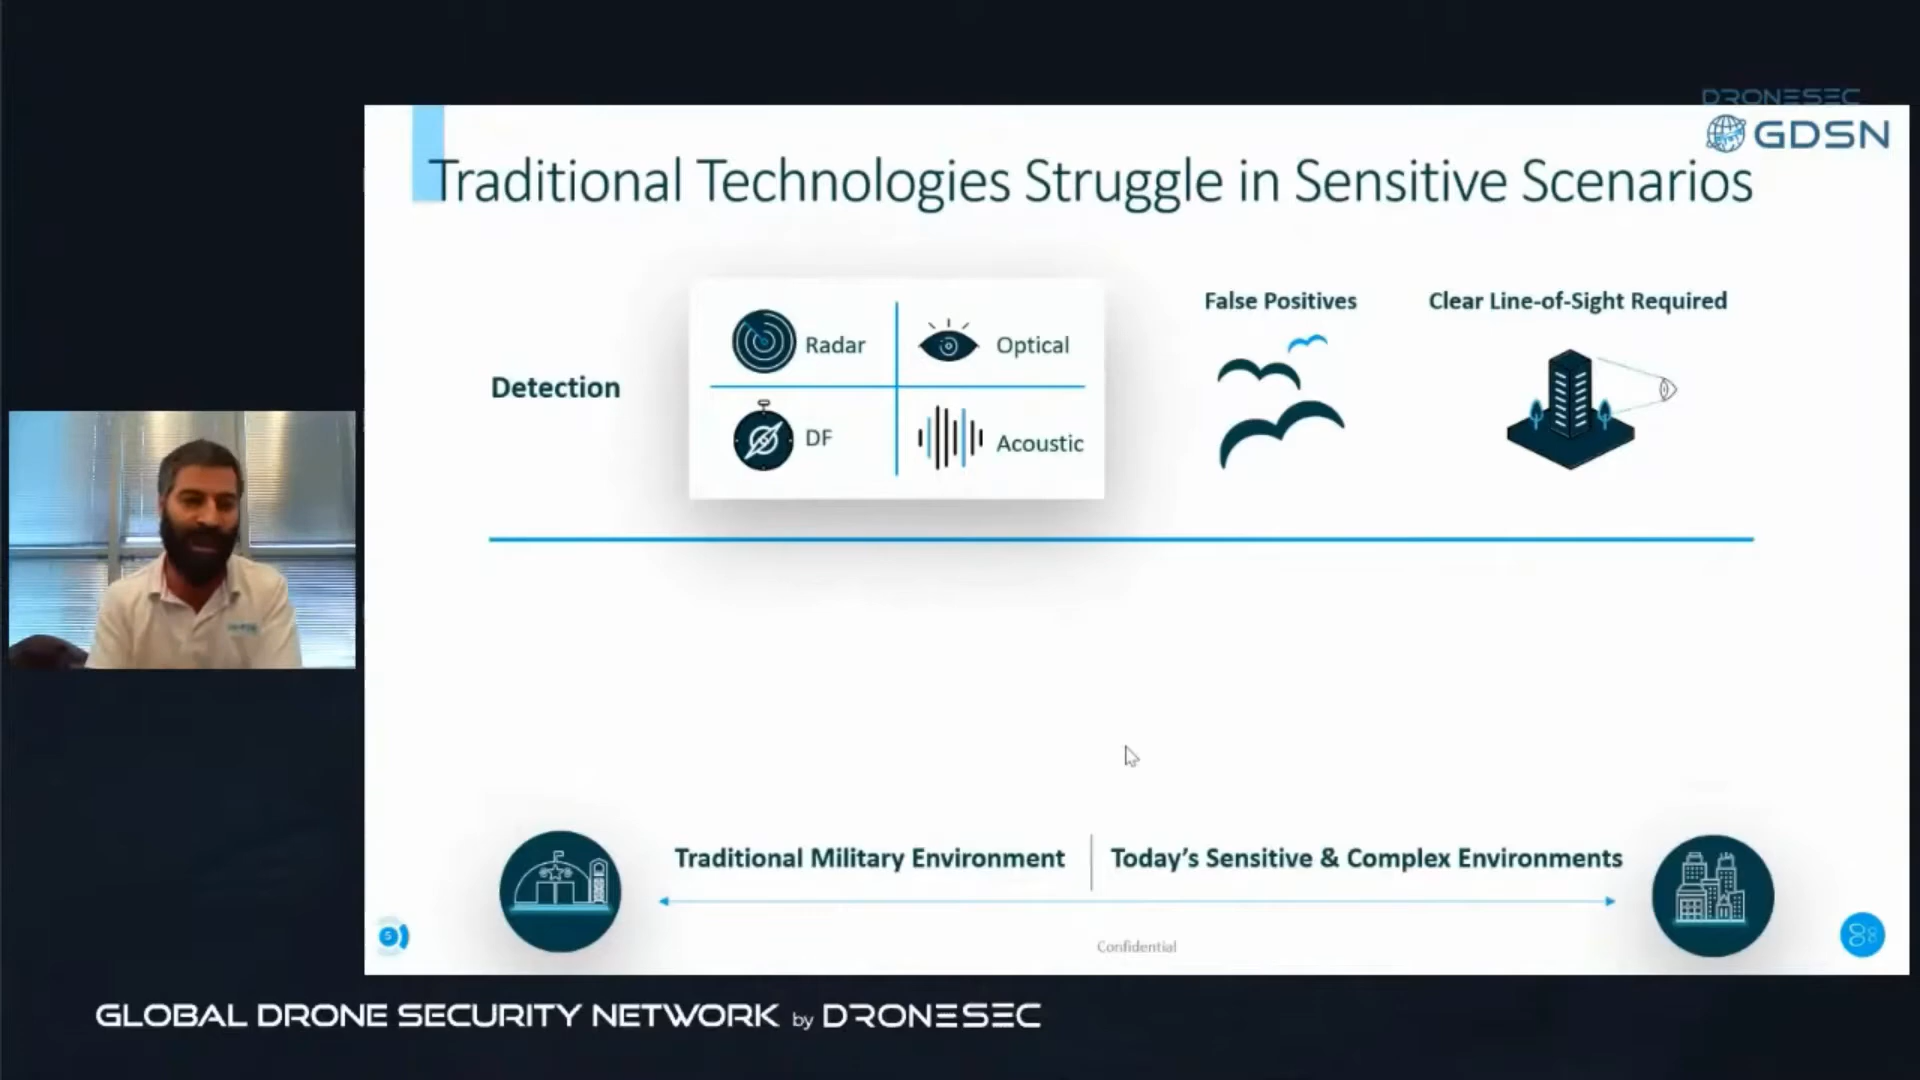 DRONESEC
GDSN
Traditional Technologies Struggle in Sensitive Scenarios
False Positives
Clear Line-of-Sight Required
Radar
Optical
Detection
DF
Acoustic
Traditional Military Environment
Today's Sensitive & Complex Environments
5
Confidential
GLOBAL DRONE SECURITY NETWORK by DRONESEC